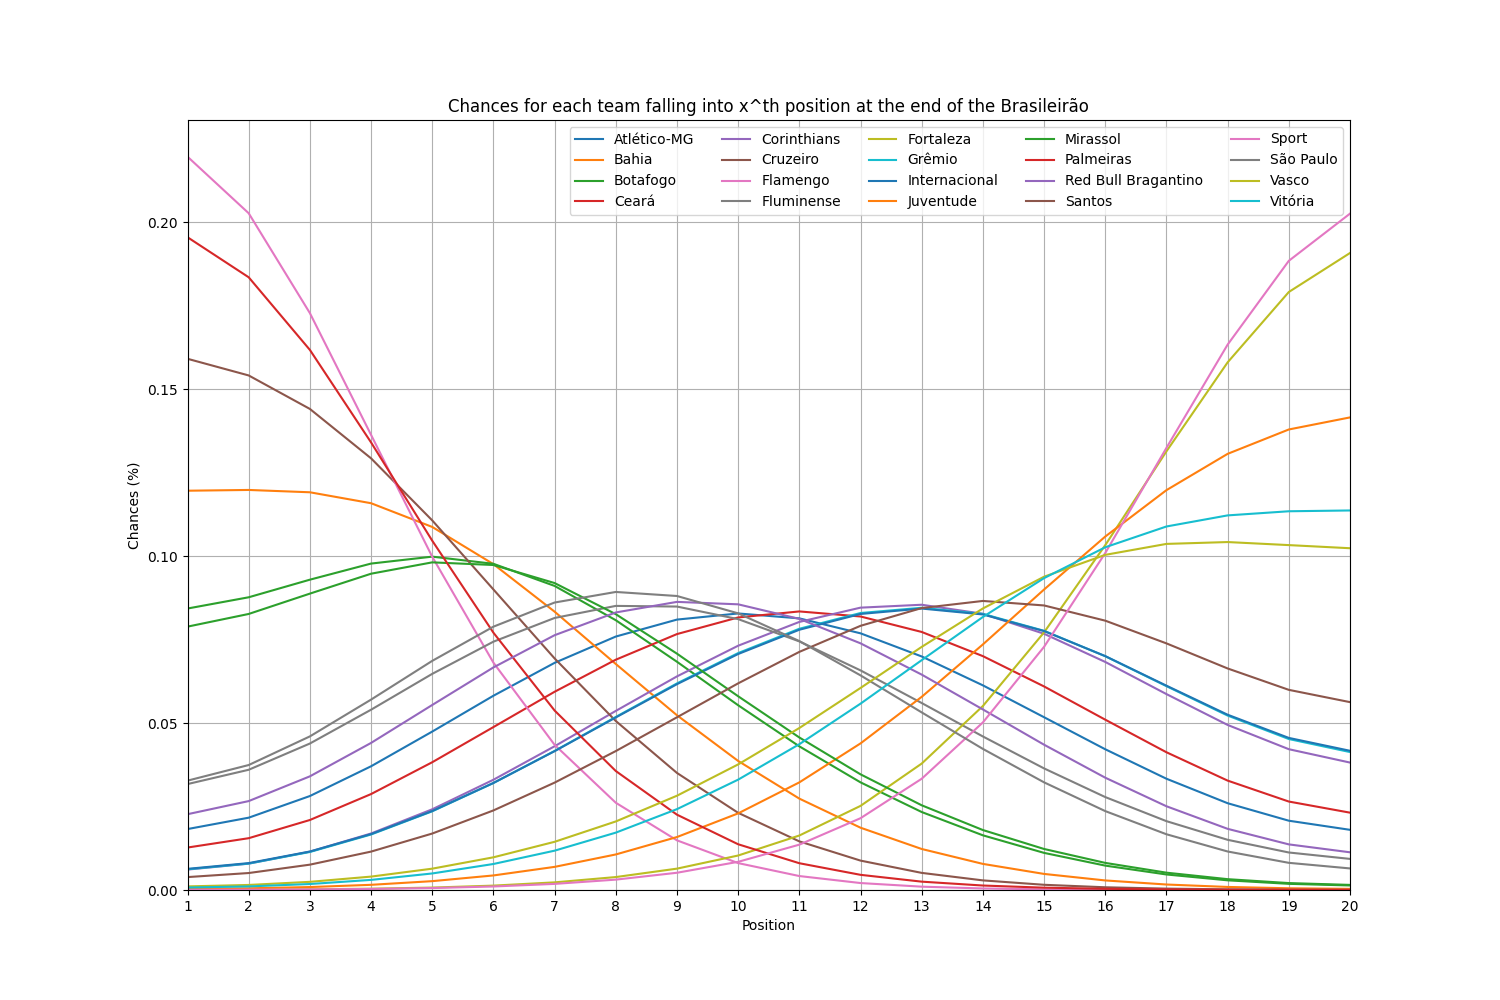 Chances for each team falling into x^th position at the end of the Brasileirão
Atlético-MG
Bahia
Botafogo
Ceará
Corinthians
Cruzeiro
Flamengo
Fluminense
Fortaleza
Grêmio
Internacional
Juventude
Mirassol
Palmeiras
Red Bull Bragantino
Santos
Sport
São Paulo
Vasco
Vitória
Chances (%)
0.20
0.15
0.10
0.05
0.00
1 2 3 4 5 6 7 8 9 10 11 12 13 14 15 16 17 18 19 20
Position